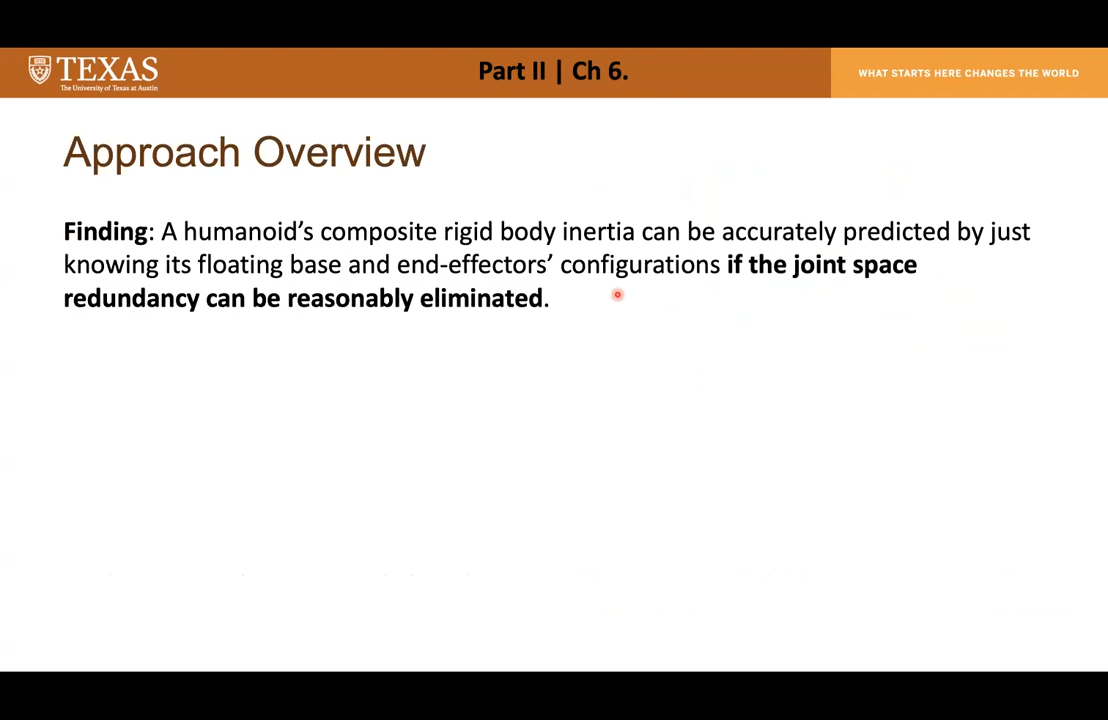 TEXAS
The University of Texas at Austin
Part II | Ch 6.
WHAT STARTS HERE CHANGES THE WORLD
Approach Overview
Finding: A humanoid’s composite rigid body inertia can be accurately predicted by just
knowing its floating base and end-effectors’ configurations if the joint space
redundancy can be reasonably eliminated.